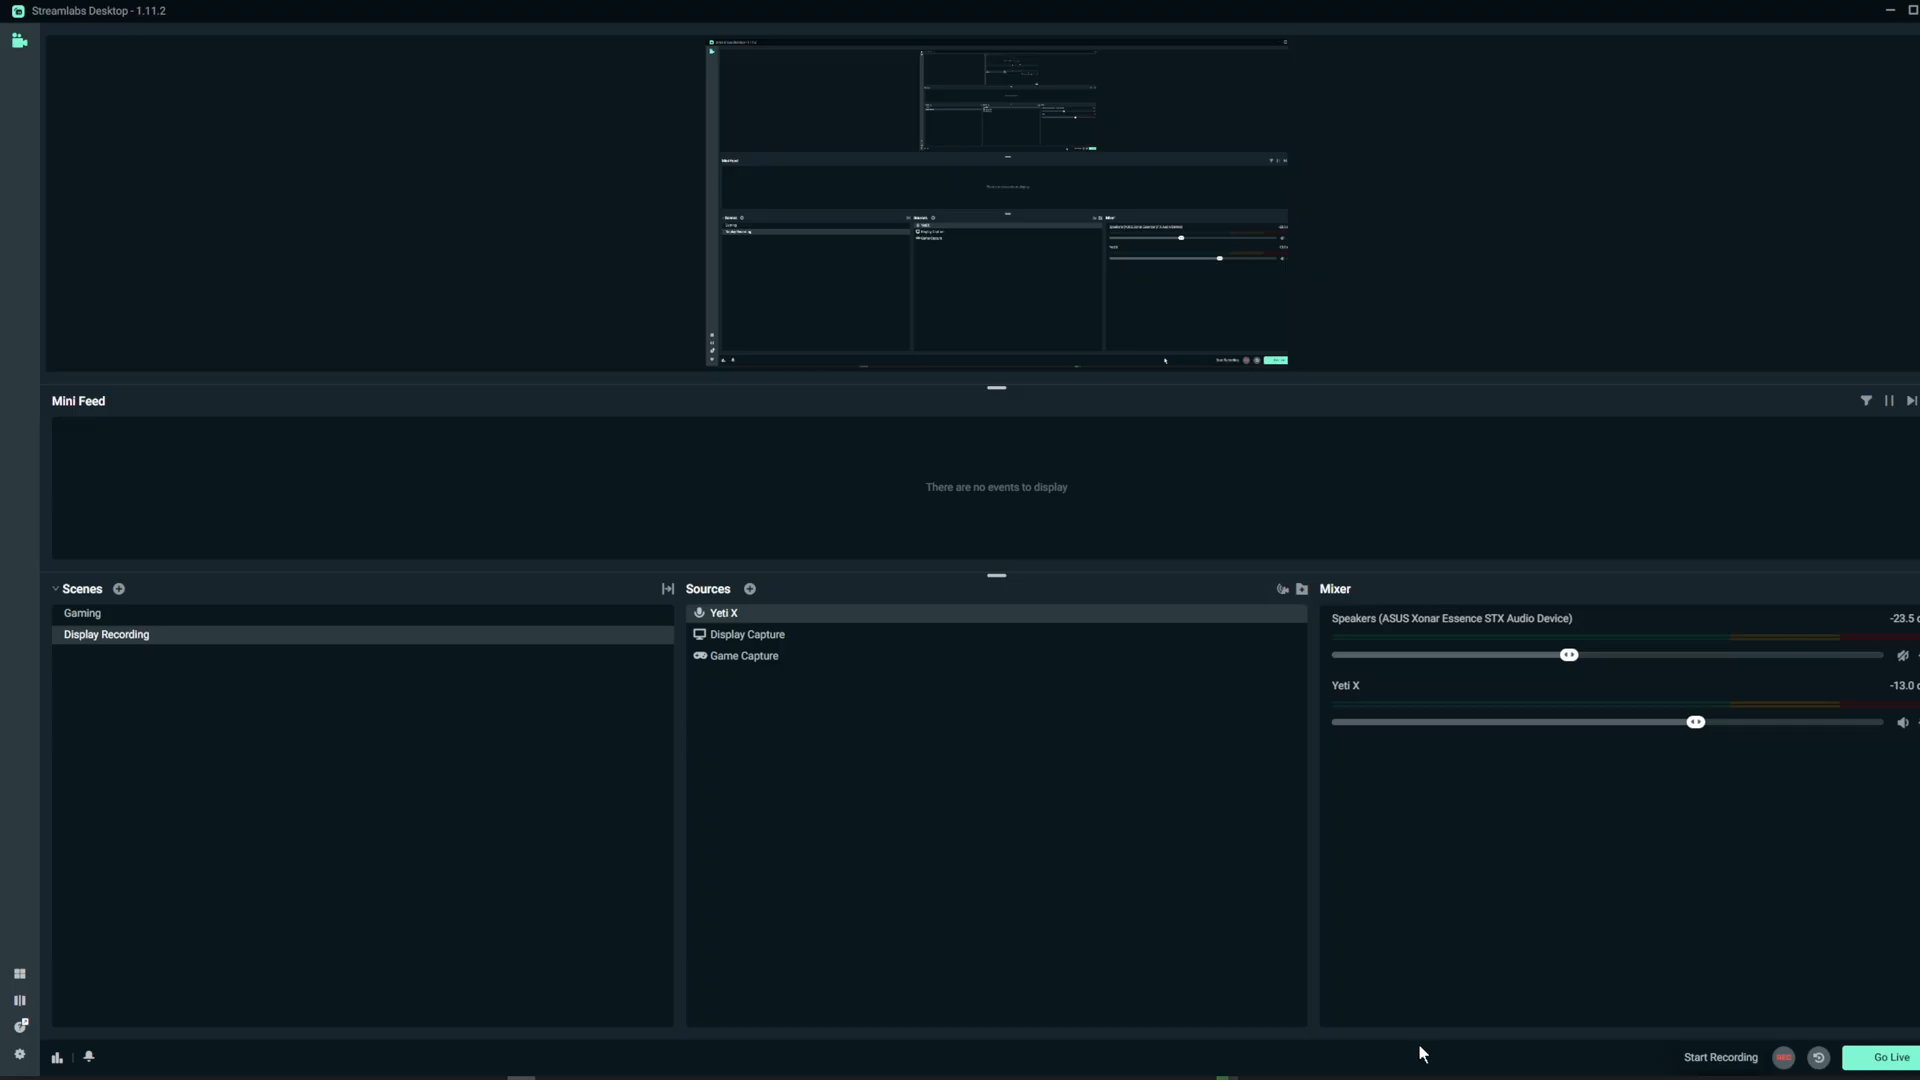 Streamlabs Desktop - 1.11.2
Mini Feed
There are no events to display
Scenes
Gaming
Display Recording
Sources
Yeti X
Display Capture
Game Capture
Mixer
Speakers (ASUS Xonar Essence STX Audio Device)
-23.5
Yeti X
-13.0
Start Recording
REC
Go Live